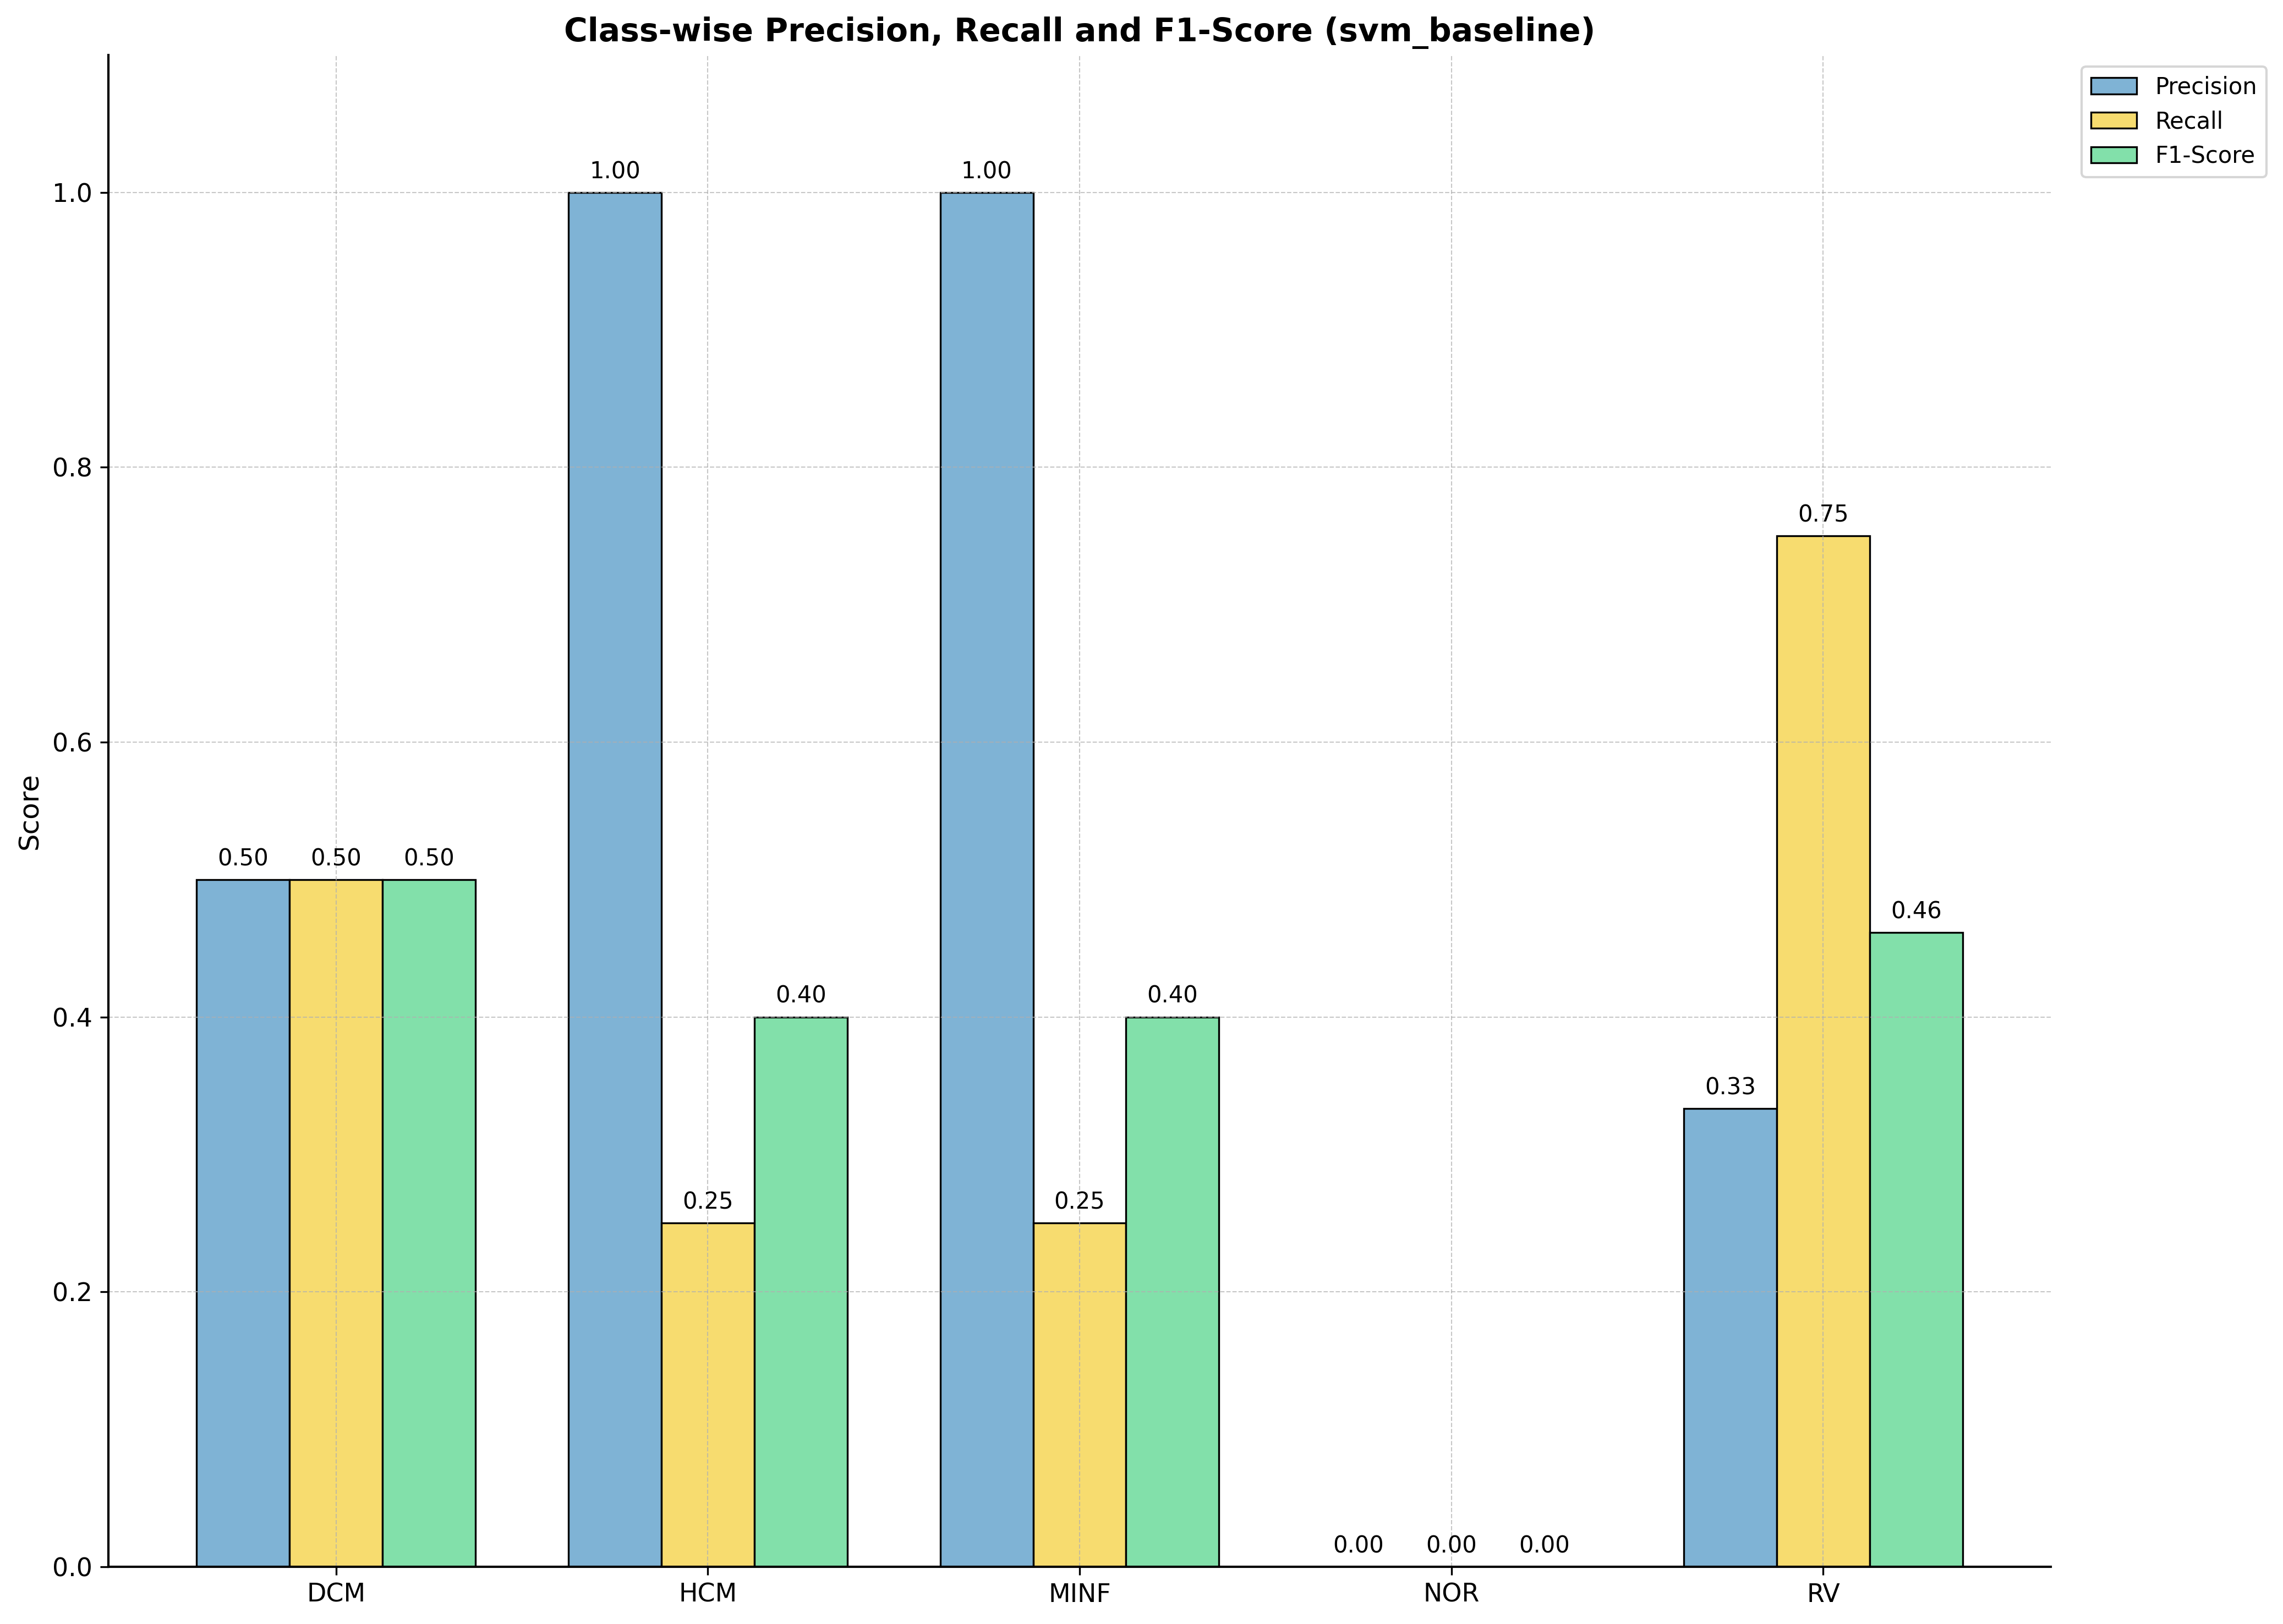 Class-wise Precision, Recall and F1-Score (svm_baseline)
Precision
Recall
F1-Score
Score
1.0
0.8
0.6
0.4
0.2
0.0
0.50 0.50 0.50
1.00
0.25
0.40
1.00
0.25
0.40
0.00 0.00 0.00
0.33
0.75
0.46
DCM HCM MINF NOR RV